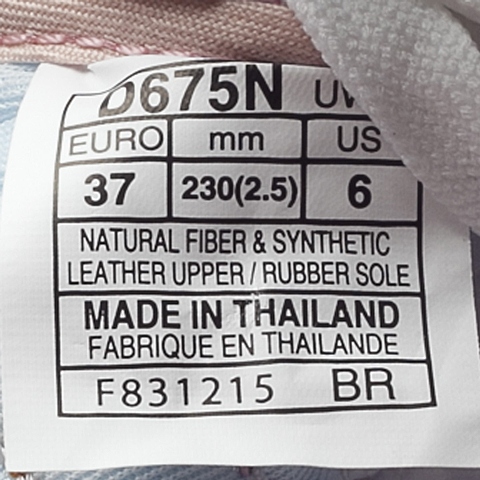 D675N
EURO mm US
37 230(2.5) 6
NATURAL FIBER & SYNTHETIC
LEATHER UPPER / RUBBER SOLE
MADE IN THAILAND
FABRIQUE EN THAILANDE
F831215 BR